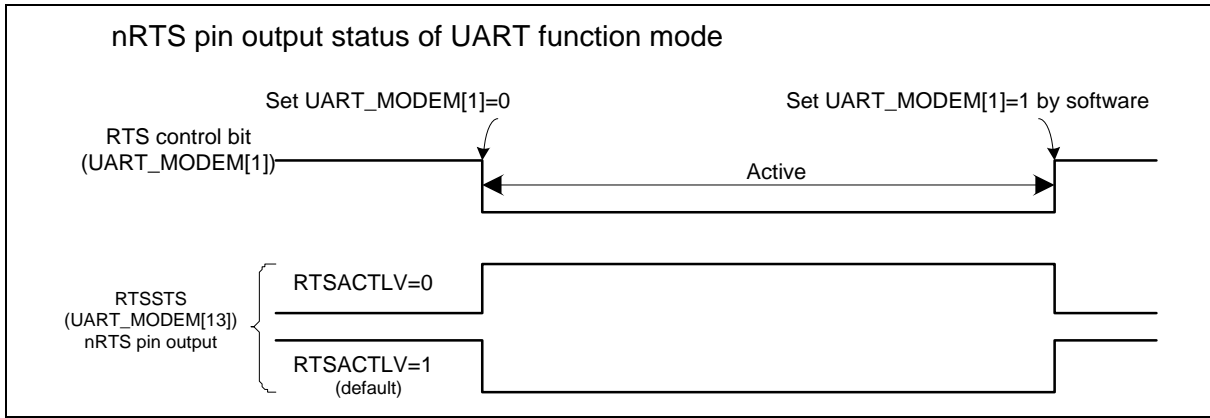 nRTS pin output status of UART function mode
Set UART_MODEM[1]=0
Set UART_MODEM[1]=1 by software
RTS control bit
(UART_MODEM[1])
Active
RTSACTLV=0
RTSSTS
(UART_MODEM[13])
nRTS pin output
RTSACTLV=1
(default)